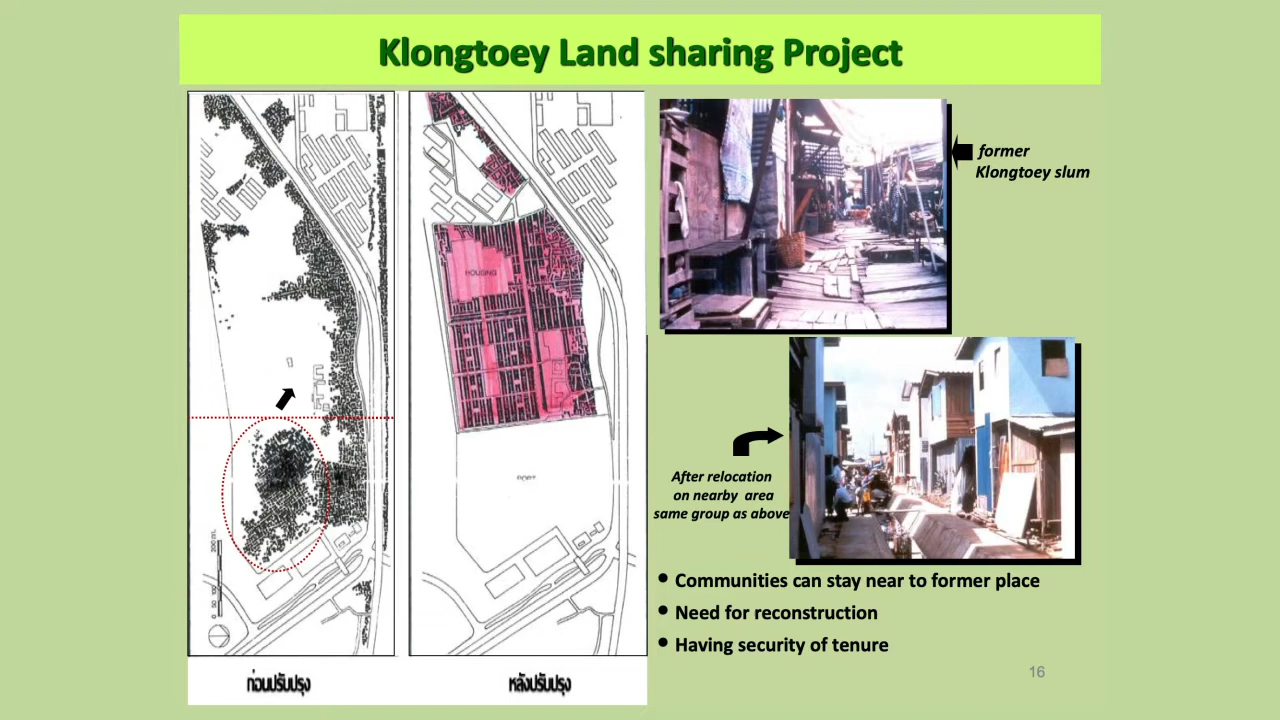 Klongtoey Land sharing Project
HOUSING
PORT
ก่อนปรับปรุง
หลังปรับปรุง
former
Klongtoey slum
After relocation
on nearby area
same group as above
• Communities can stay near to former place
• Need for reconstruction
• Having security of tenure
16